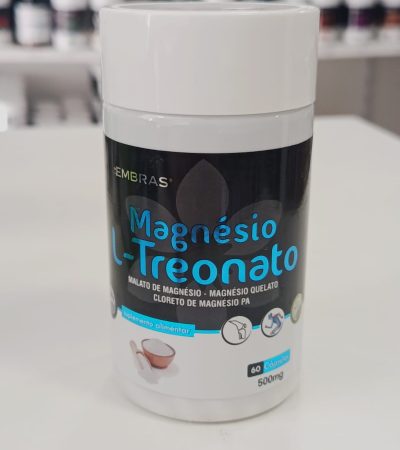 EMBRAS®
Magnésio
L-Treonato
MALATO DE MAGNÉSIO - MAGNÉSIO QUELATO
CLORETO DE MAGNESIO PA
Suplemento alimentar
60 Cápsulas
500mg